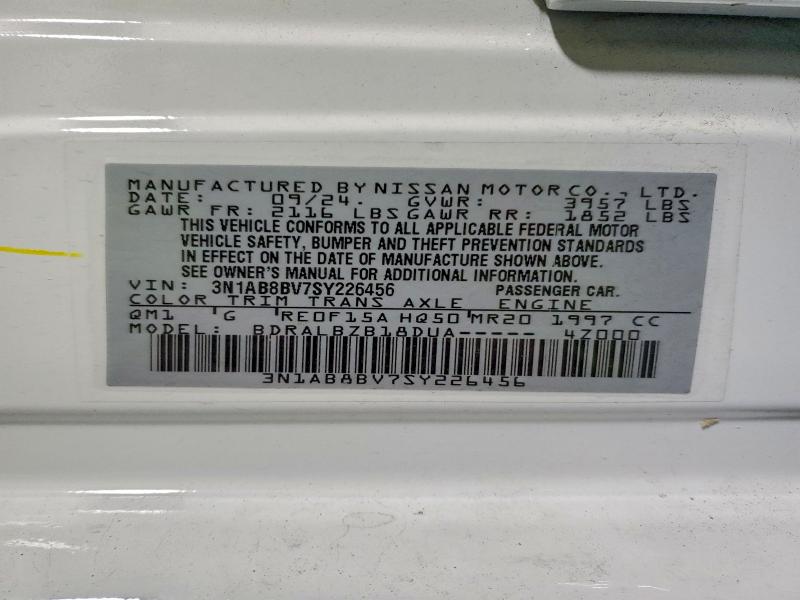 MANUFACTURED BY NISSAN MOTOR CO., LTD.
DATE: 09/24. GVWR: 3957 LBS
GAWR FR: 2116 LBS GAWR RR: 1852 LBS
THIS VEHICLE CONFORMS TO ALL APPLICABLE FEDERAL MOTOR
VEHICLE SAFETY, BUMPER AND THEFT PREVENTION STANDARDS
IN EFFECT ON THE DATE OF MANUFACTURE SHOWN ABOVE.
SEE OWNER'S MANUAL FOR ADDITIONAL INFORMATION.
VIN: 3N1AB8BV7SY226456 PASSENGER CAR.
COLOR TRIM TRANS AXLE ENGINE
QM1 G RE0F15A HQ50 MR20 1997 CC
MODEL: BDRALBZB18DUA----- 4Z000
3N1AB8BV7SY226456